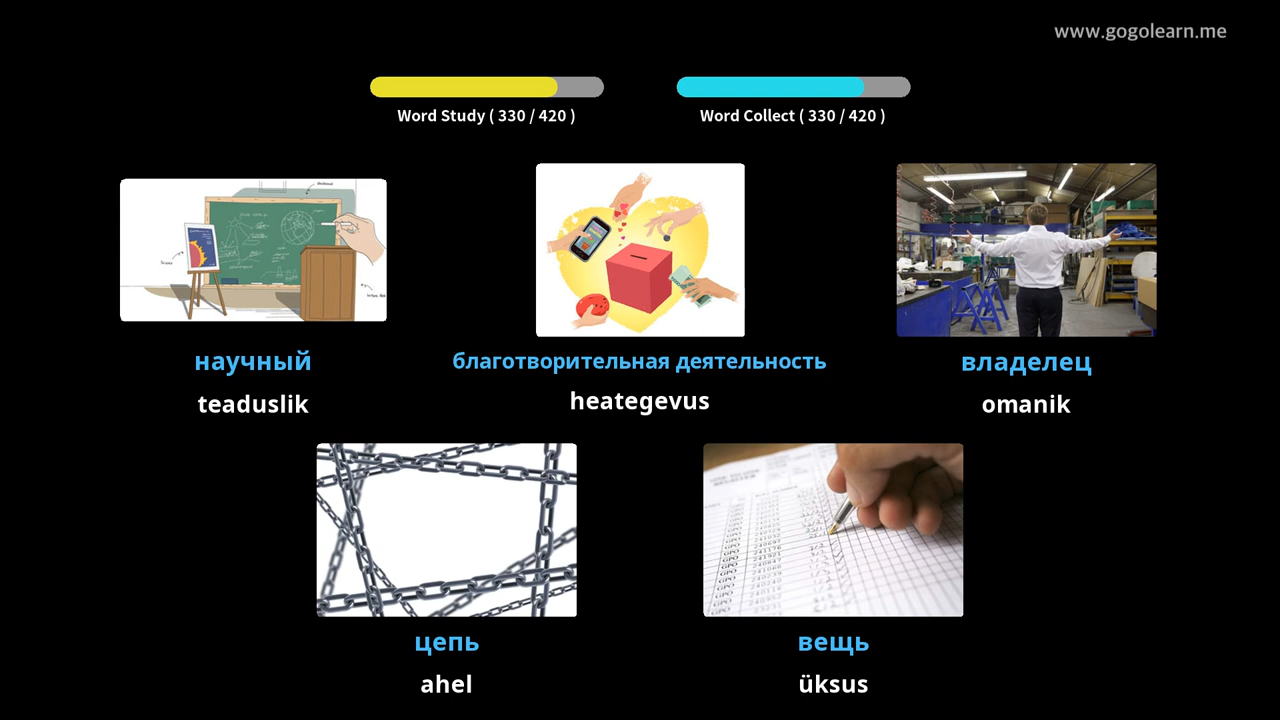 www.gogolearn.me
Word Study ( 330 / 420 )
Word Collect ( 330 / 420 )
научный
teaduslik
благотворительная деятельность
heategevus
владелец
omanik
GPO
цепь
ahel
вещь
üksus